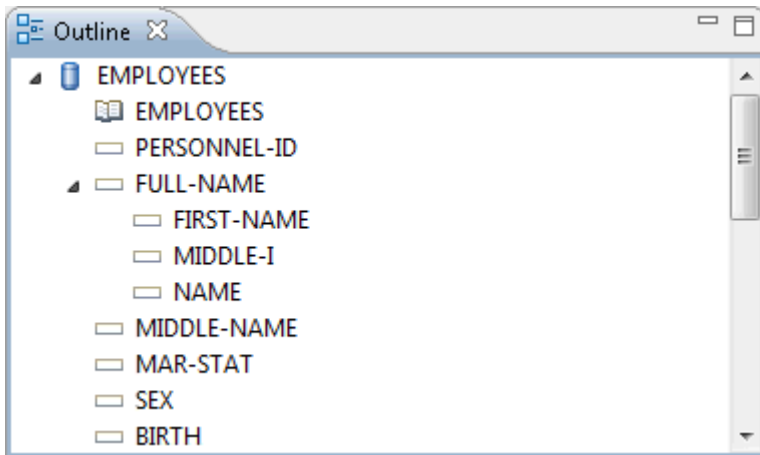 Outline
EMPLOYEES
EMPLOYEES
PERSONNEL-ID
FULL-NAME
FIRST-NAME
MIDDLE-I
NAME
MIDDLE-NAME
MAR-STAT
SEX
BIRTH